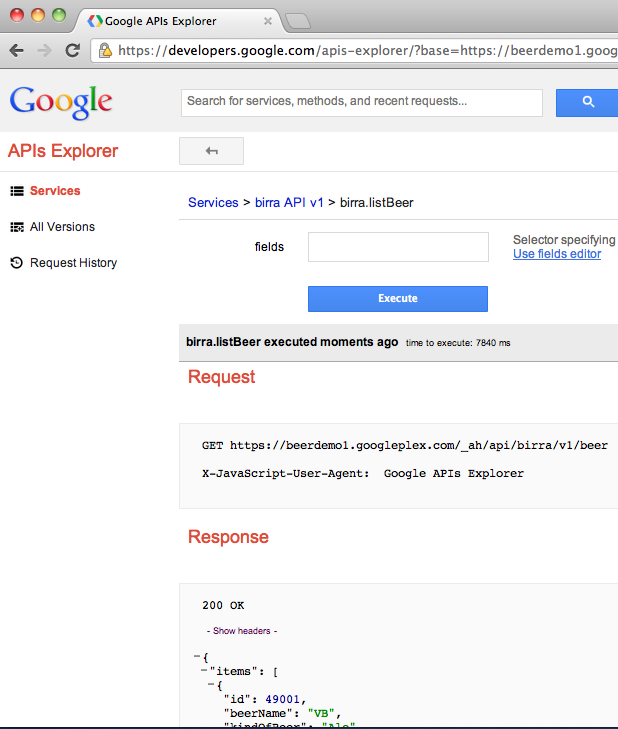 Google APIs Explorer
https://developers.google.com/apis-explorer/?base=https://beerdemo1.goog
Google
Search for services, methods, and recent requests...
APIs Explorer
Services
All Versions
Request History
Services > birra API v1 > birra.listBeer
fields
Selector specifying
Use fields editor
Execute
birra.listBeer executed moments ago time to execute: 7840 ms
Request
GET https://beerdemo1.googleplex.com/_ah/api/birra/v1/beer
X-JavaScript-User-Agent:  Google APIs Explorer
Response
200 OK
- Show headers -
{
"items": [
{
"id": 49001,
"beerName": "VB",
"kindOfBeer": "Ale"